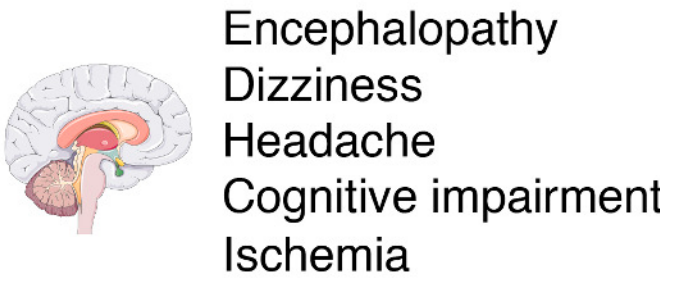 Encephalopathy
Dizziness
Headache
Cognitive impairment
Ischemia